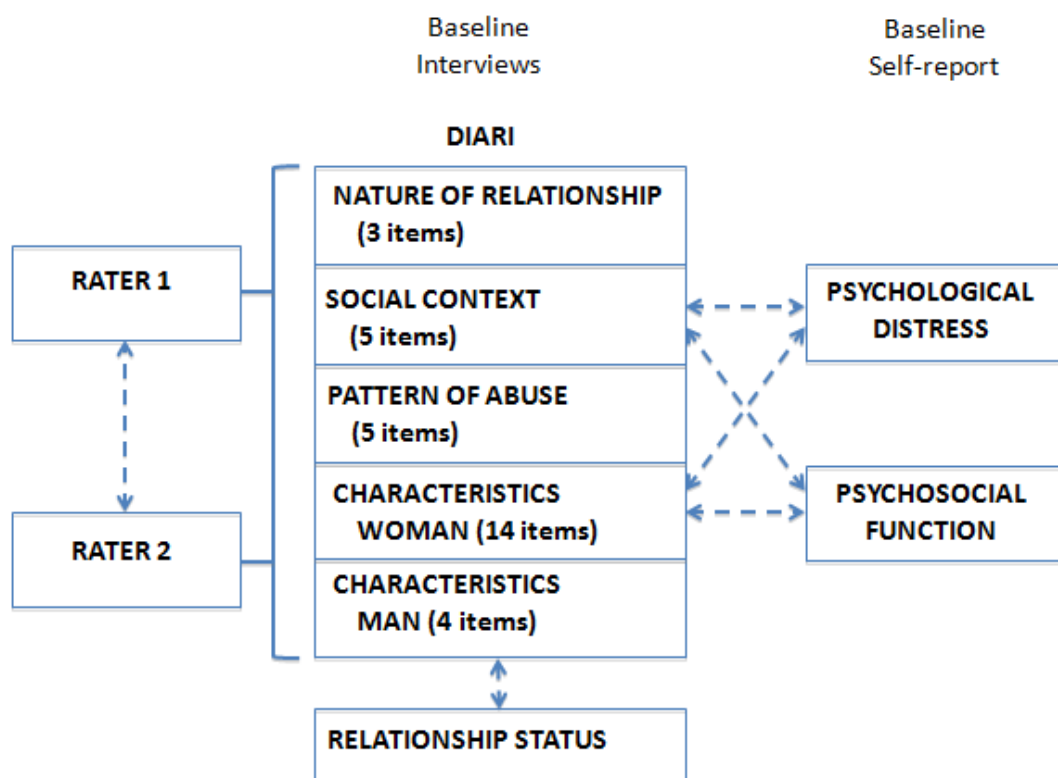 Baseline
Interviews
Baseline
Self-report
DIARI
NATURE OF RELATIONSHIP
(3 items)
RATER 1
SOCIAL CONTEXT
(5 items)
PSYCHOLOGICAL
DISTRESS
PATTERN OF ABUSE
(5 items)
RATER 2
CHARACTERISTICS
WOMAN (14 items)
PSYCHOSOCIAL
FUNCTION
CHARACTERISTICS
MAN (4 items)
RELATIONSHIP STATUS